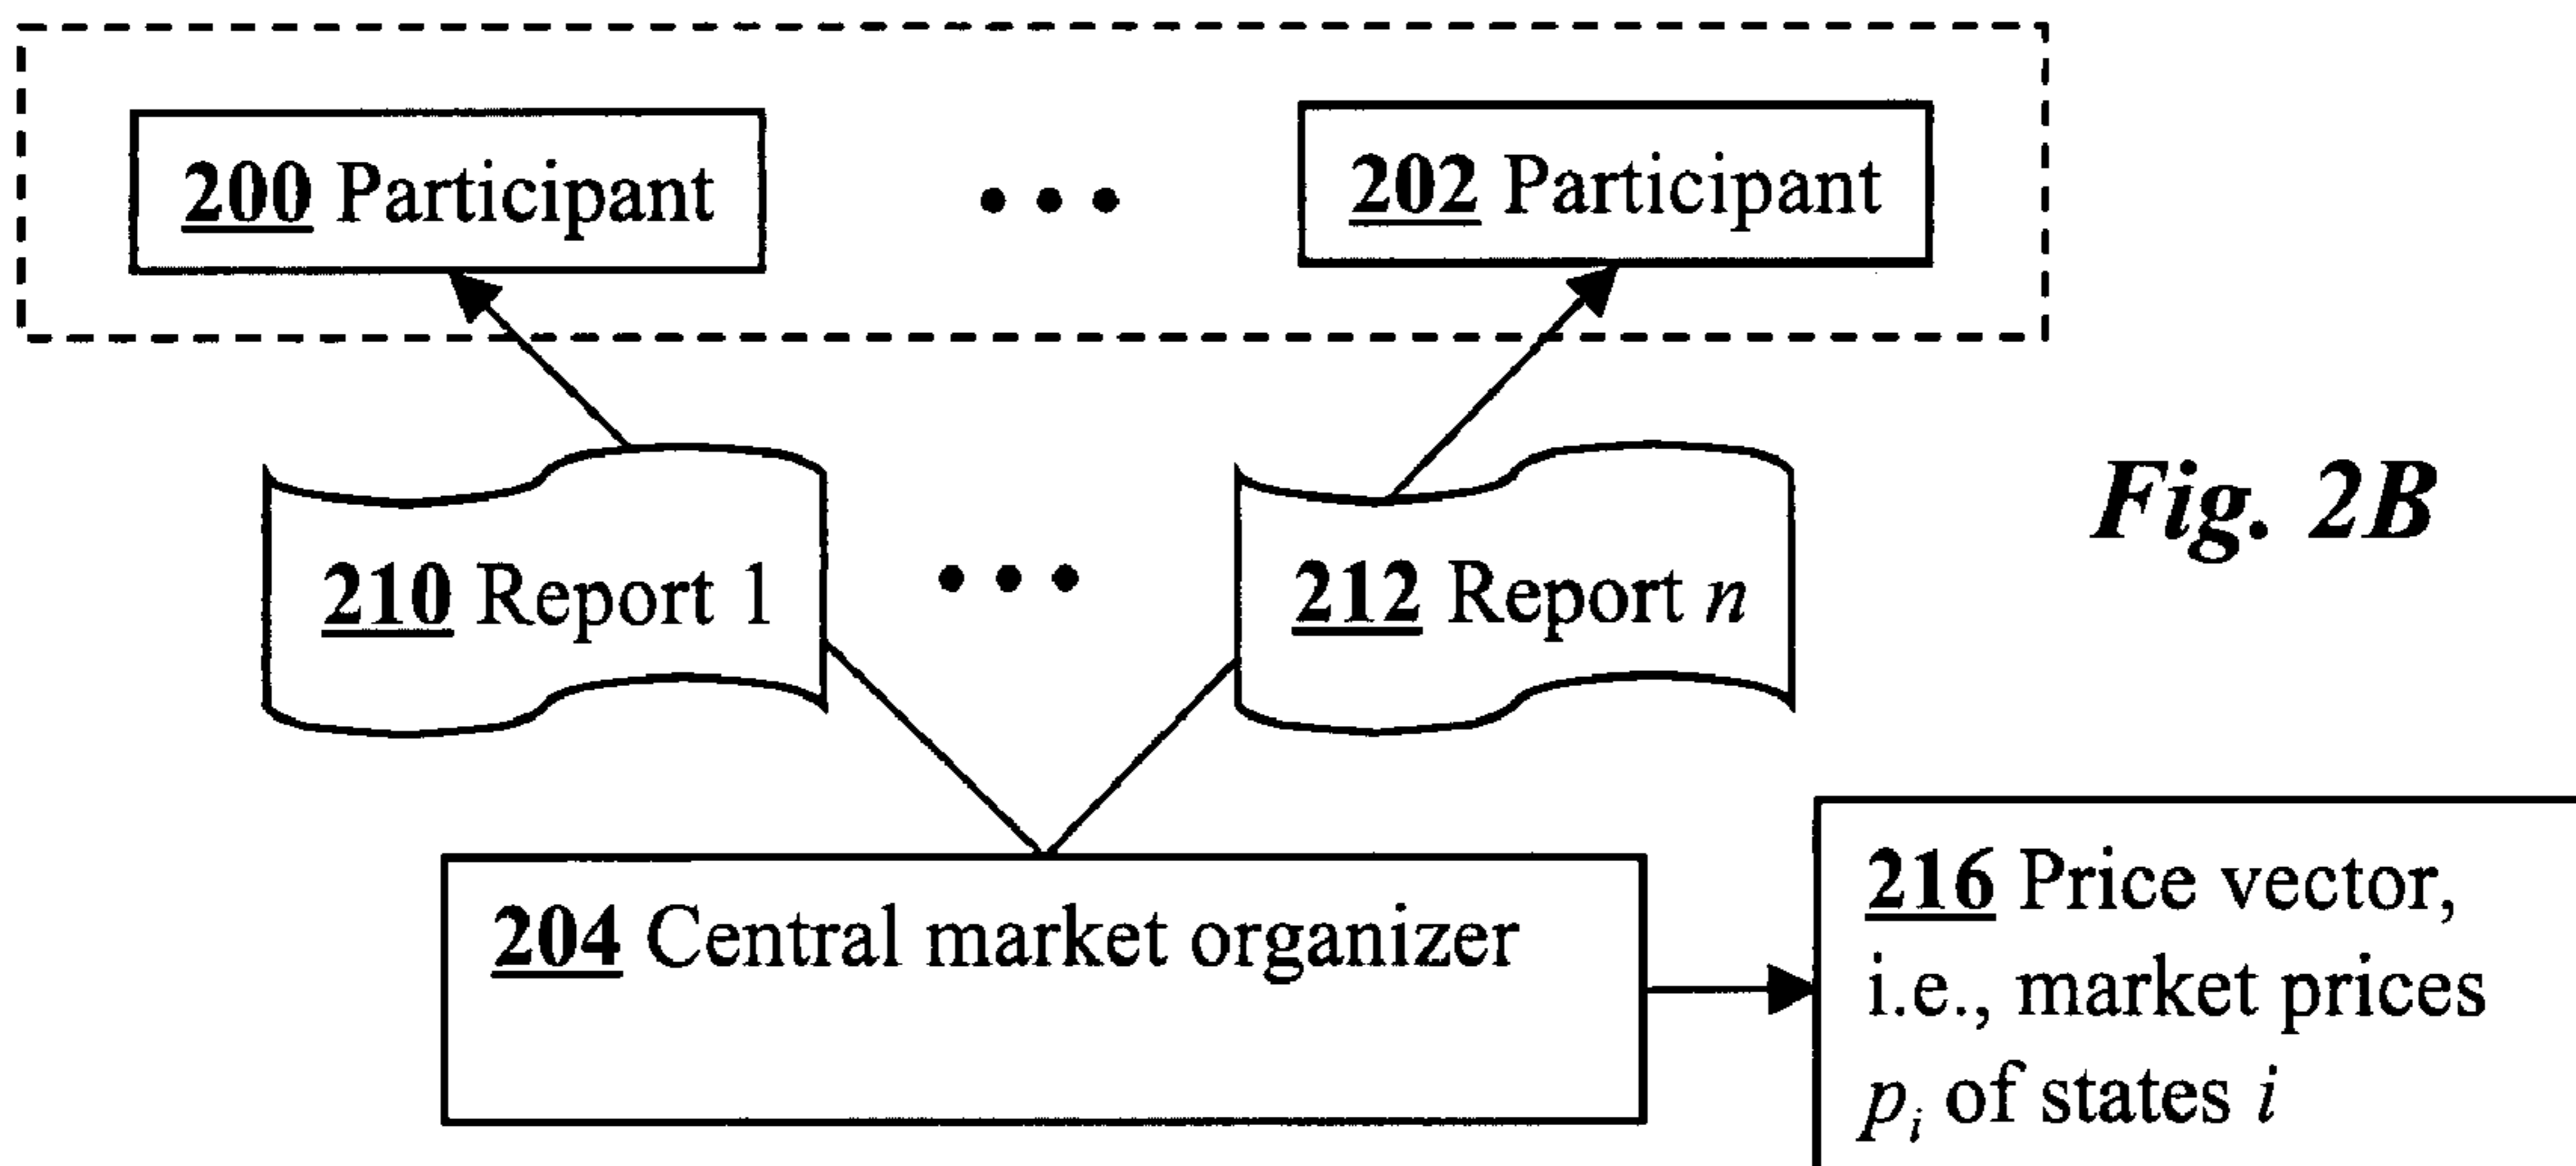 200 Participant
202 Participant
210 Report 1
212 Report n
Fig. 2B
204 Central market organizer
216 Price vector,
i.e., market prices
pᵢ of states i